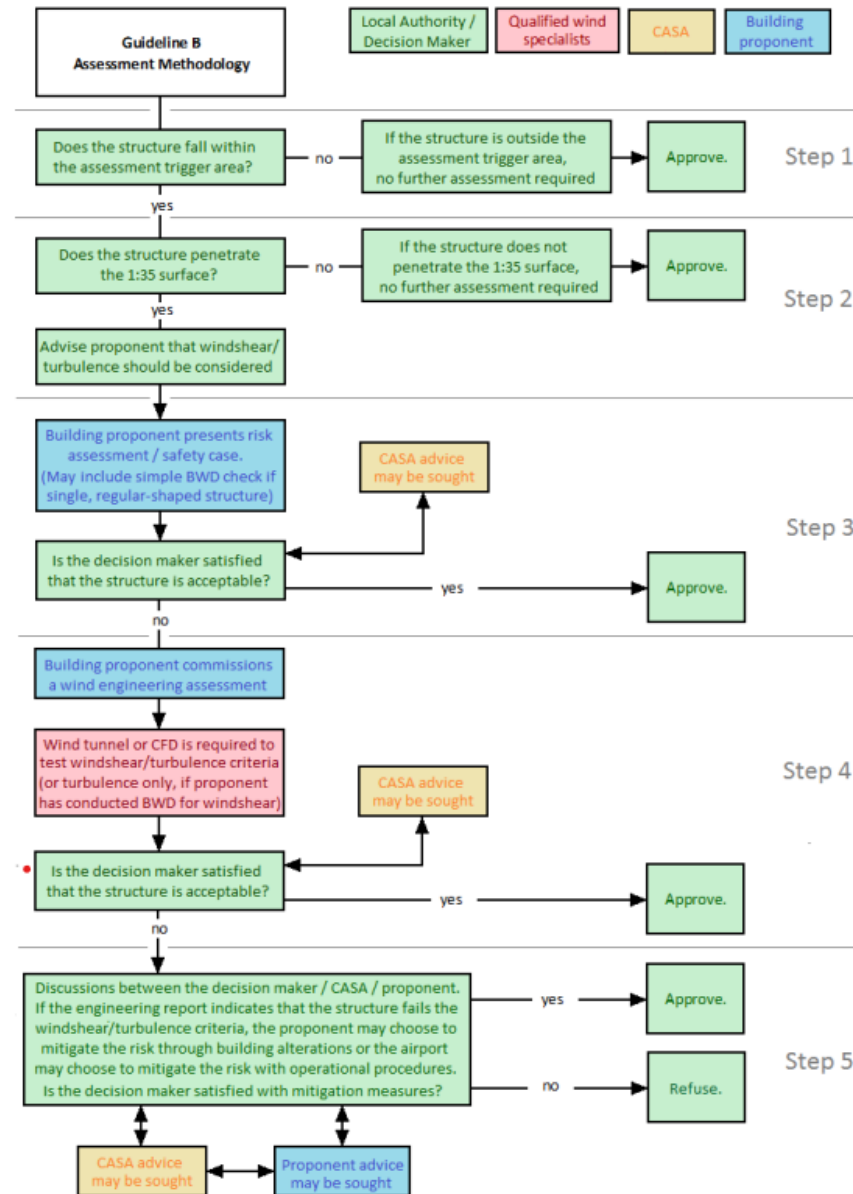 Guideline B
Assessment Methodology
Local Authority /
Decision Maker
Qualified wind
specialists
CASA
Building
proponent
Does the structure fall within
the assessment trigger area?
no
If the structure is outside the
assessment trigger area,
no further assessment required
Approve.
Step 1
yes
Does the structure penetrate
the 1:35 surface?
no
If the structure does not
penetrate the 1:35 surface,
no further assessment required
Approve.
Step 2
yes
Advise proponent that windshear/
turbulence should be considered
Building proponent presents risk
assessment / safety case.
(May include simple BWD check if
single, regular-shaped structure)
CASA advice
may be sought
Step 3
Is the decision maker satisfied
that the structure is acceptable?
yes
Approve.
no
Building proponent commissions
a wind engineering assessment
Wind tunnel or CFD is required to
test windshear/turbulence criteria
(or turbulence only, if proponent
has conducted BWD for windshear)
CASA advice
may be sought
Step 4
Is the decision maker satisfied
that the structure is acceptable?
yes
Approve.
no
Discussions between the decision maker / CASA / proponent.
If the engineering report indicates that the structure fails the
windshear/turbulence criteria, the proponent may choose to
mitigate the risk through building alterations or the airport
may choose to mitigate the risk with operational procedures.
Is the decision maker satisfied with mitigation measures?
yes
Approve.
Step 5
no
Refuse.
CASA advice
may be sought
Proponent advice
may be sought